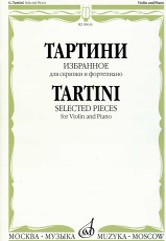 G. Tartini Selected Pieces Violin and Piano
ТАРТИНИ
ИЗБРАННОЕ
для скрипки и фортепиано
TARTINI
SELECTED PIECES
for Violin and Piano
МОСКВА • МУЗЫКА MUZYKA • MOSCOW